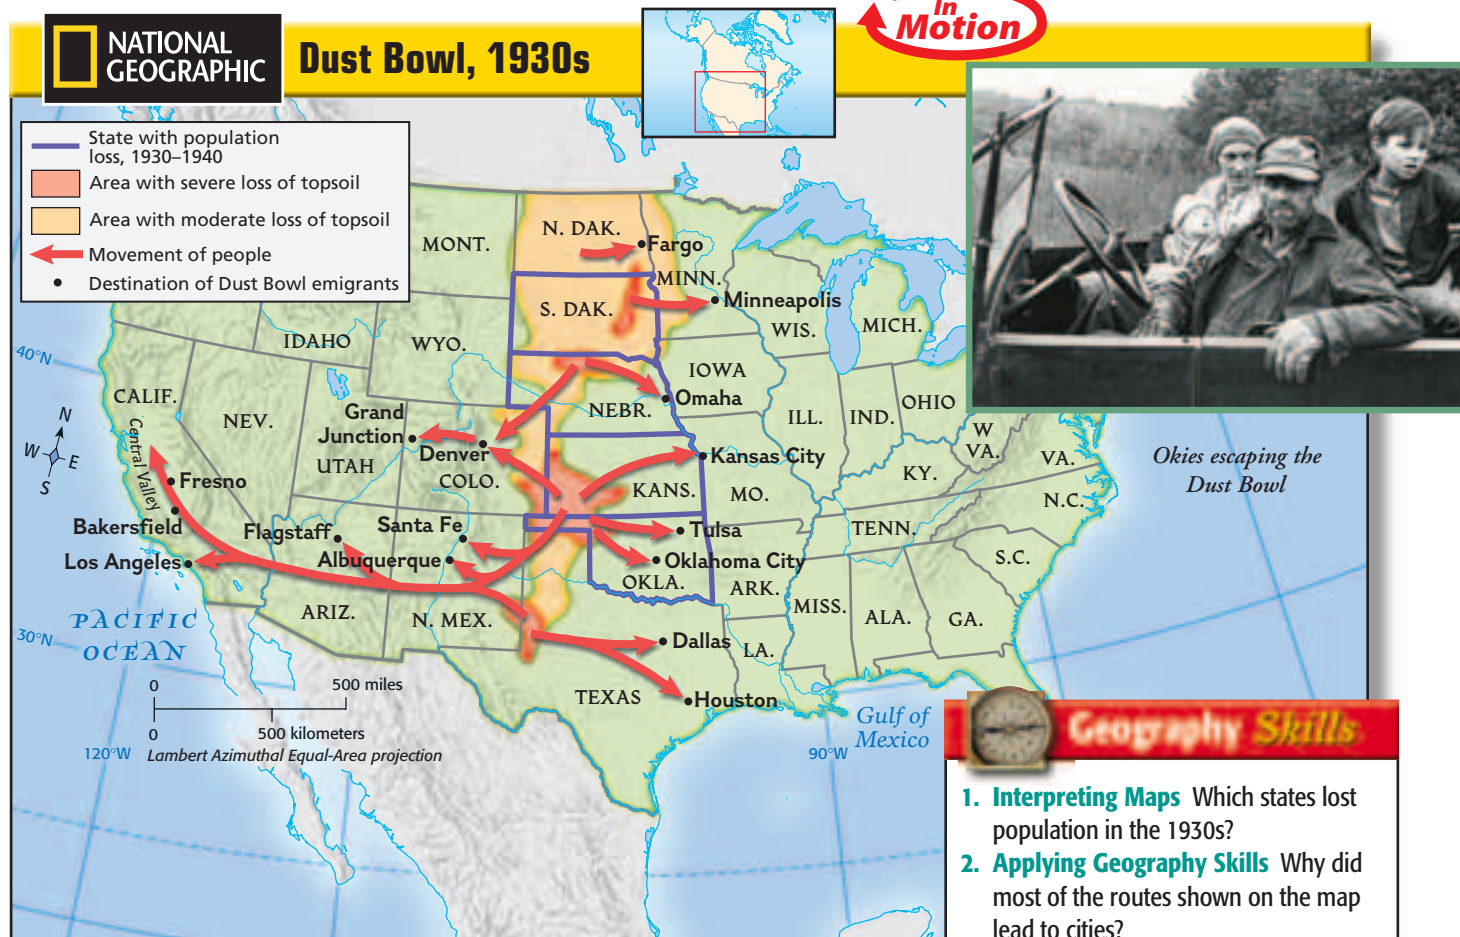 In
Motion
NATIONAL
GEOGRAPHIC
Dust Bowl, 1930s
State with population
loss, 1930–1940
Area with severe loss of topsoil
Area with moderate loss of topsoil
Movement of people
Destination of Dust Bowl emigrants
MONT.
N. DAK.
Fargo
MINN.
S. DAK.
Minneapolis
WIS.
MICH.
IDAHO
WYO.
IOWA
40°N
CALIF.
NEV.
Grand
Junction
NEBR.
Omaha
ILL.
IND.
OHIO
N
W
E
S
Central Valley
UTAH
Denver
COLO.
Kansas City
W
VA.
VA.
KY.
Fresno
KANS.
MO.
N.C.
Okies escaping the
Dust Bowl
Bakersfield
Flagstaff
Santa Fe
Tulsa
TENN.
Los Angeles
Albuquerque
Oklahoma City
OKLA.
ARK.
S.C.
PACIFIC
OCEAN
ARIZ.
N. MEX.
MISS.
ALA.
GA.
30°N
Dallas
LA.
0
500 miles
TEXAS
Houston
0
500 kilometers
Gulf of
Mexico
120°W
Lambert Azimuthal Equal-Area projection
90°W
Geography Skills
1. Interpreting Maps Which states lost
population in the 1930s?
2. Applying Geography Skills Why did
most of the routes shown on the map
lead to cities?